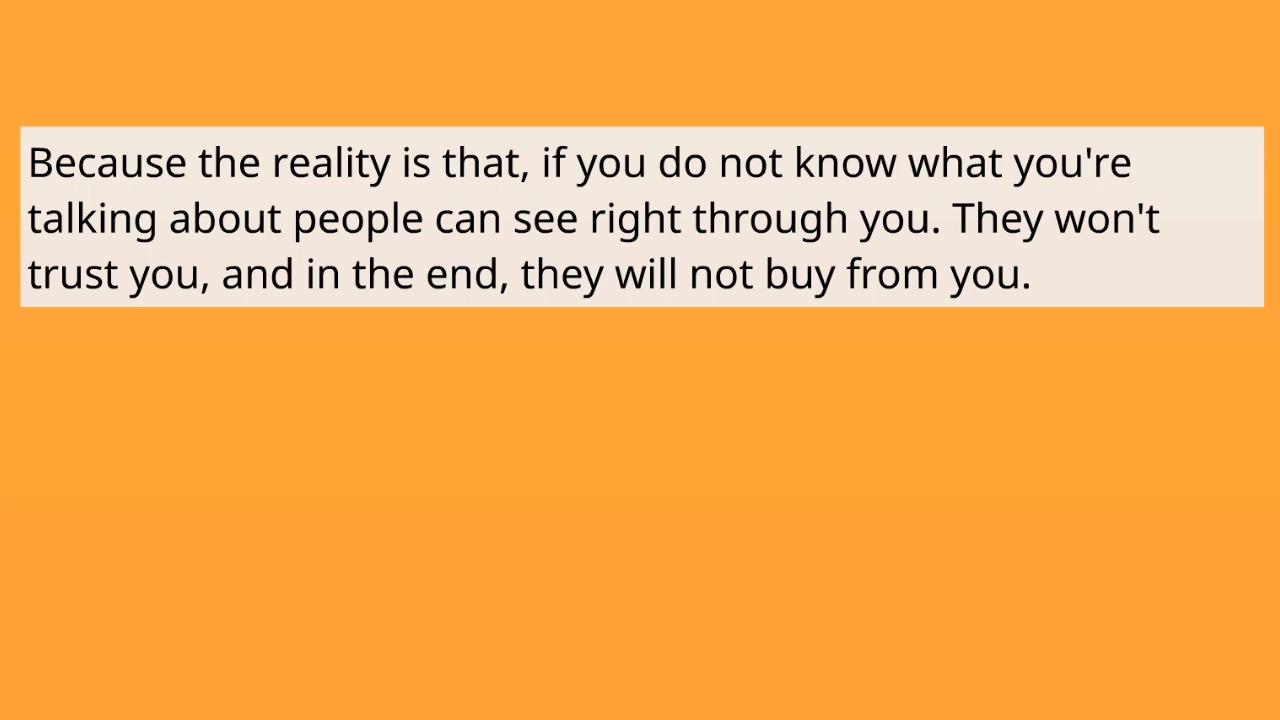 Because the reality is that, if you do not know what you're
talking about people can see right through you. They won't
trust you, and in the end, they will not buy from you.